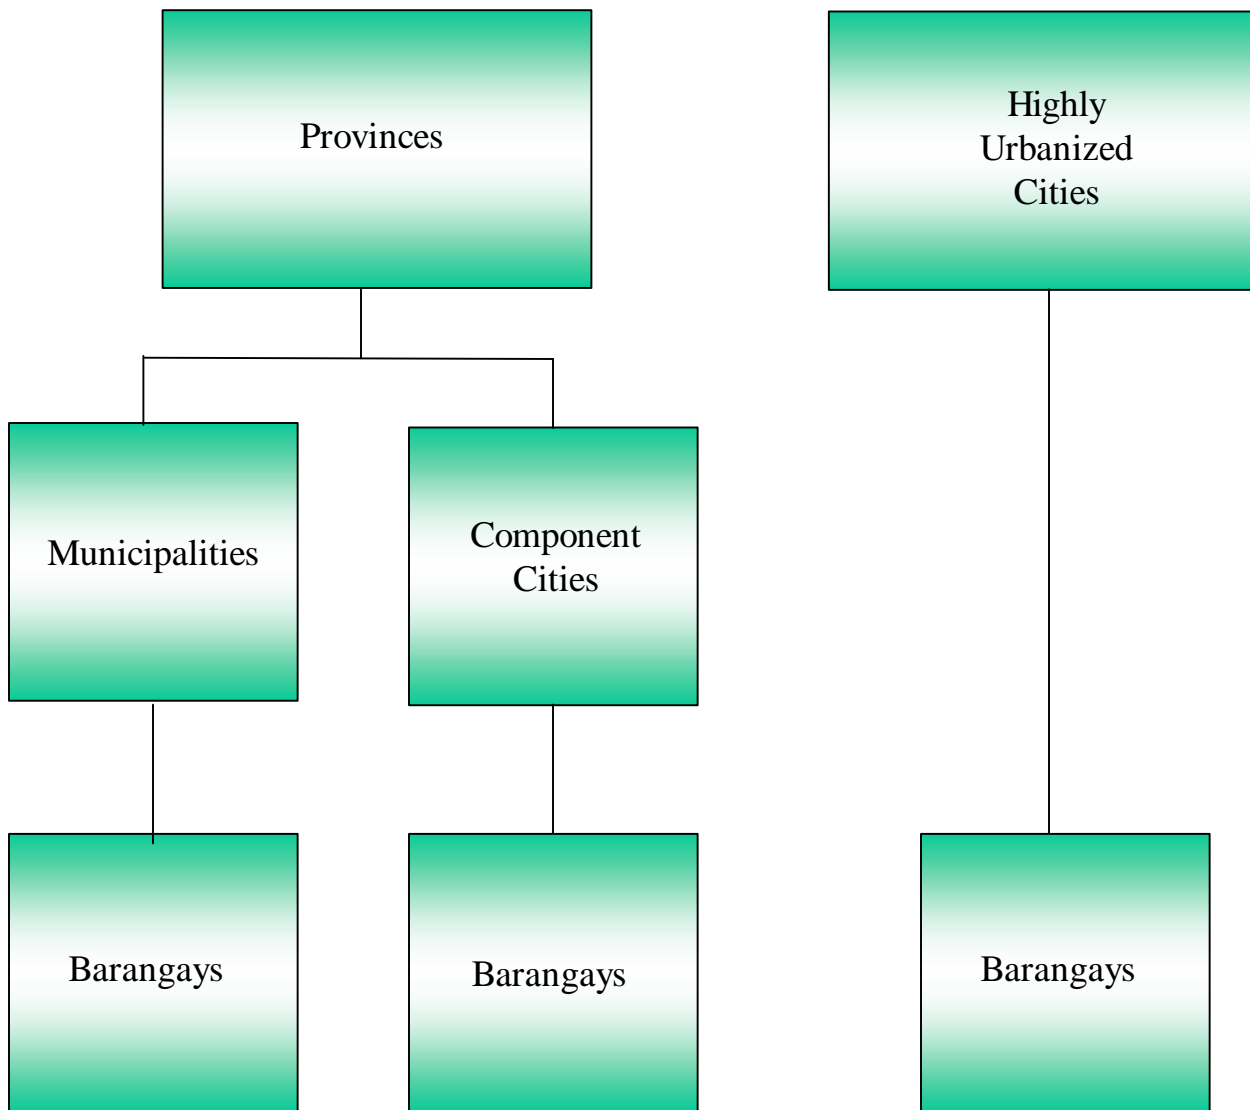 Provinces
Highly
Urbanized
Cities
Municipalities
Component
Cities
Barangays
Barangays
Barangays